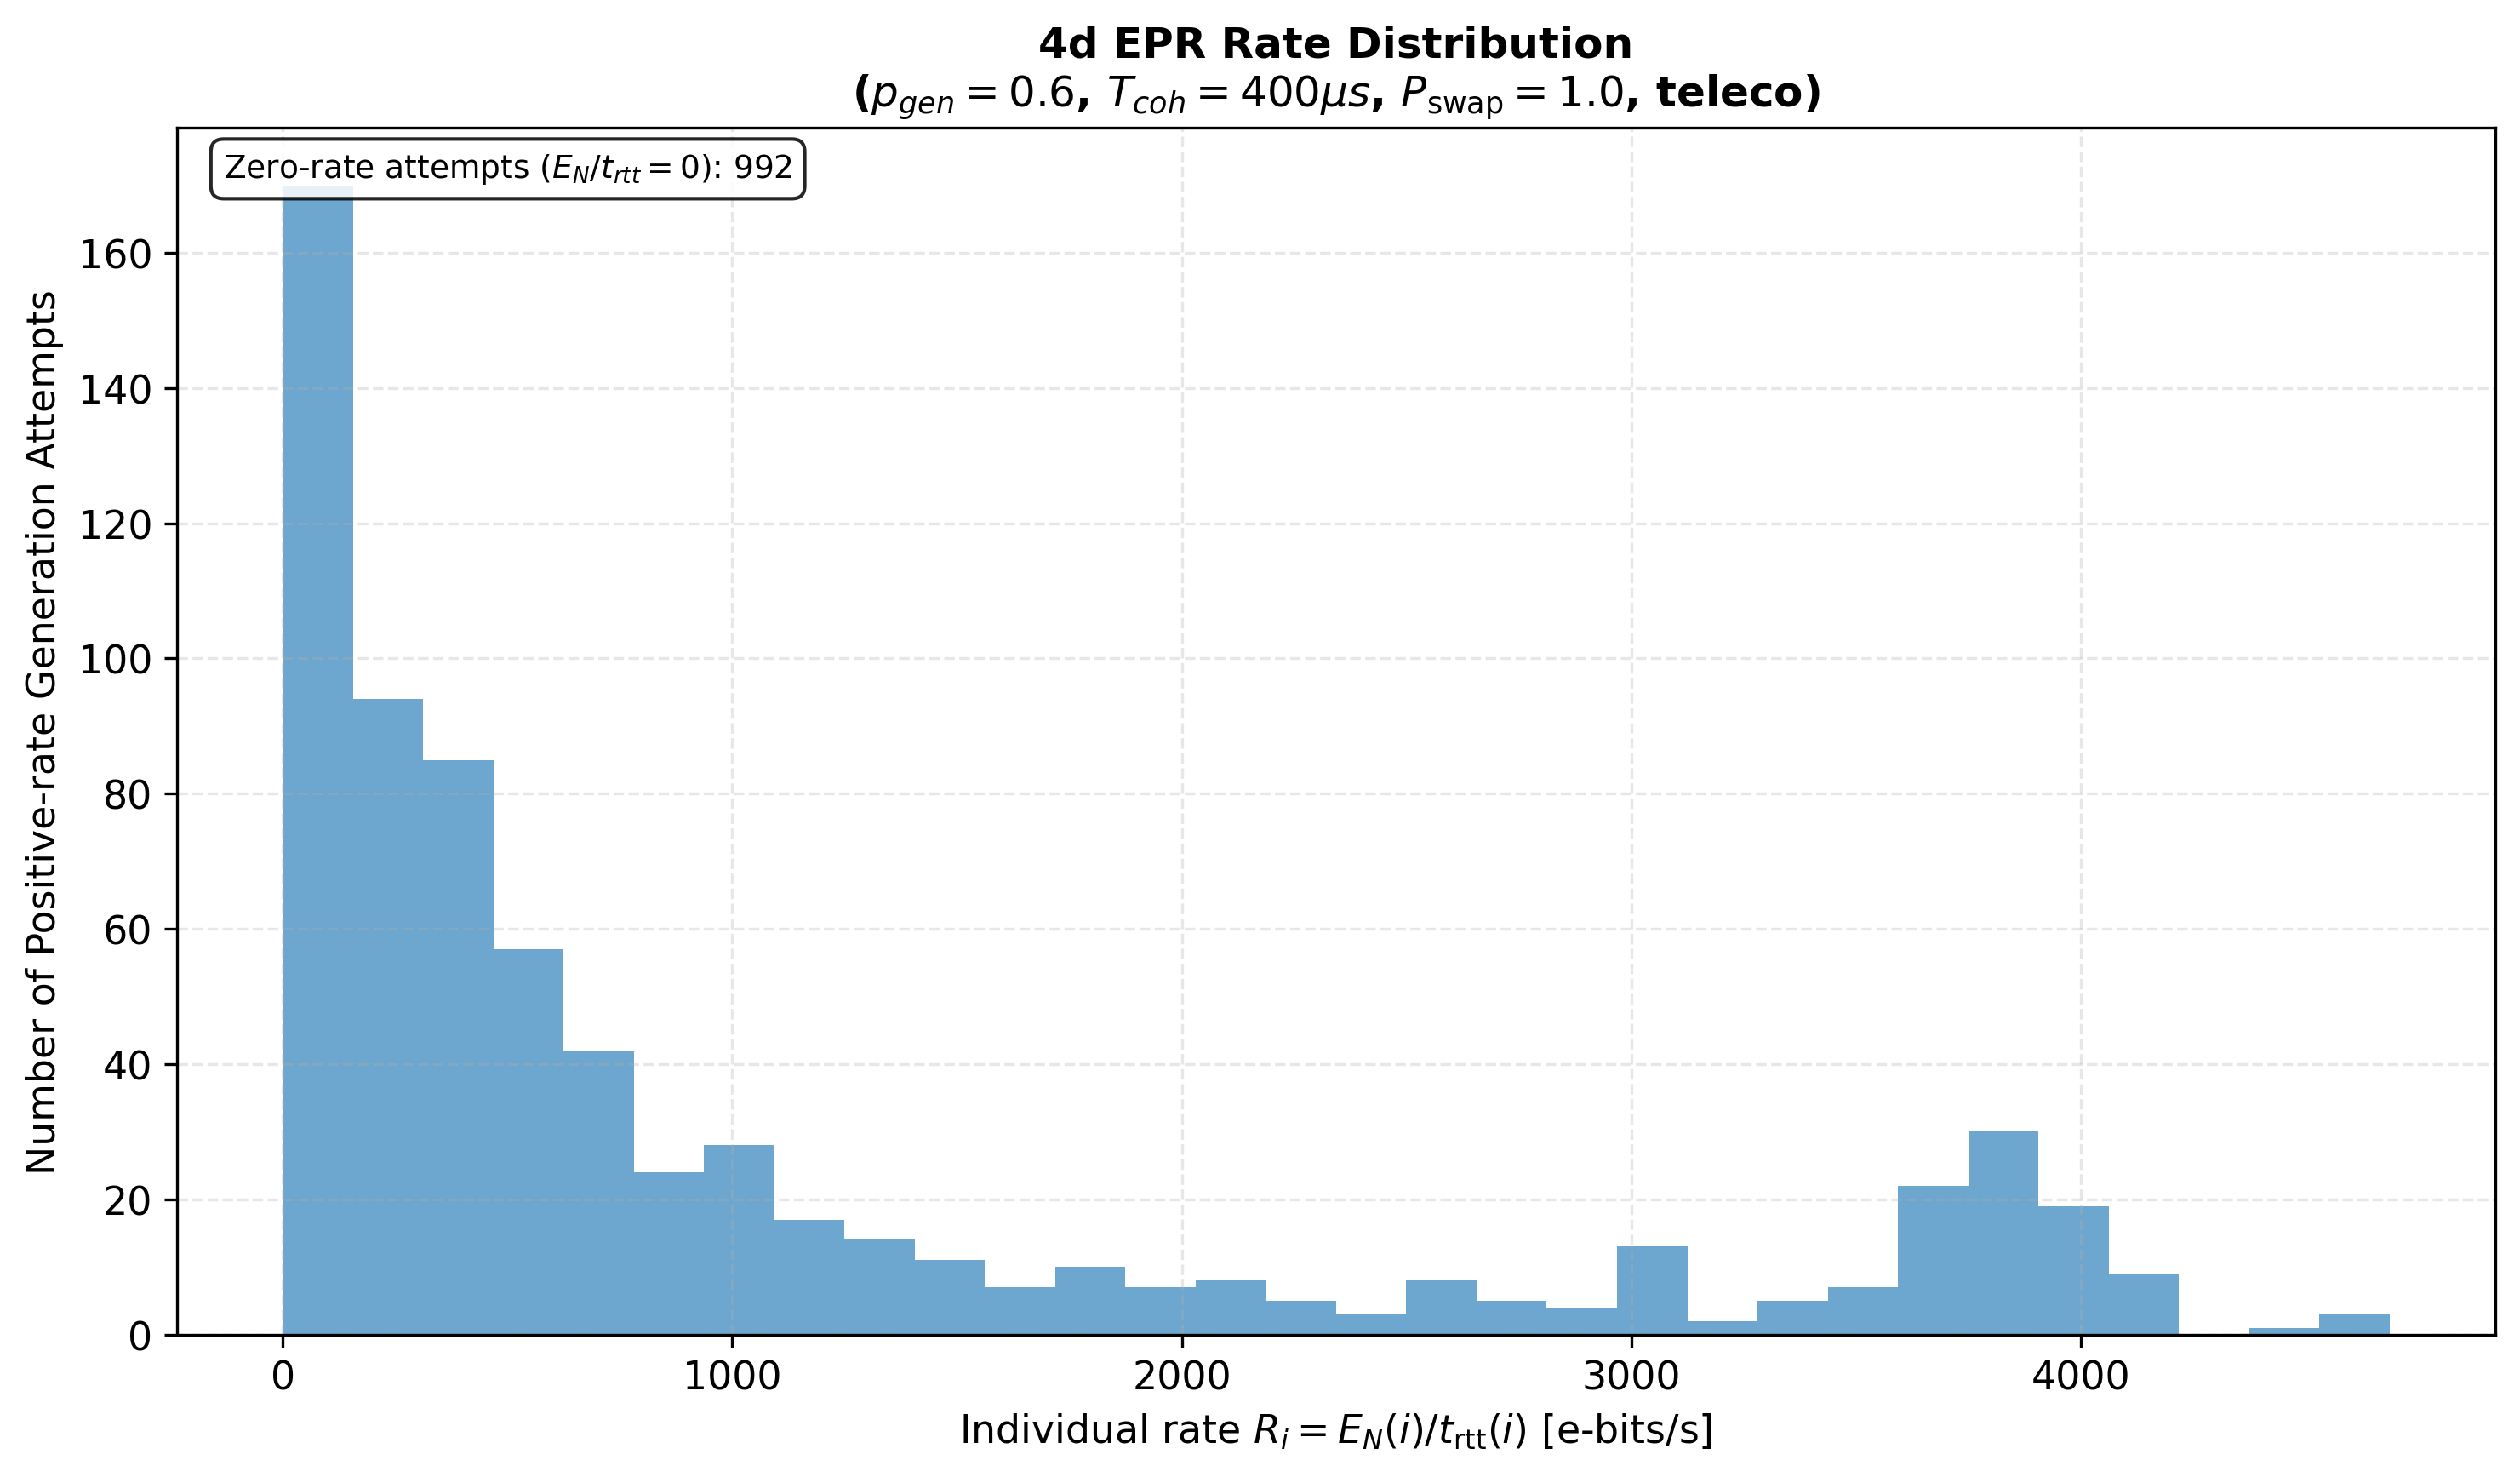 4d EPR Rate Distribution
(p_gen = 0.6, T_coh = 400μs, P_swap = 1.0, teleco)
Zero-rate attempts (E_N/t_rtt = 0): 992
Number of Positive-rate Generation Attempts
160
140
120
100
80
60
40
20
0
0 1000 2000 3000 4000
Individual rate R_i = E_N(i)/t_rtt(i) [e-bits/s]